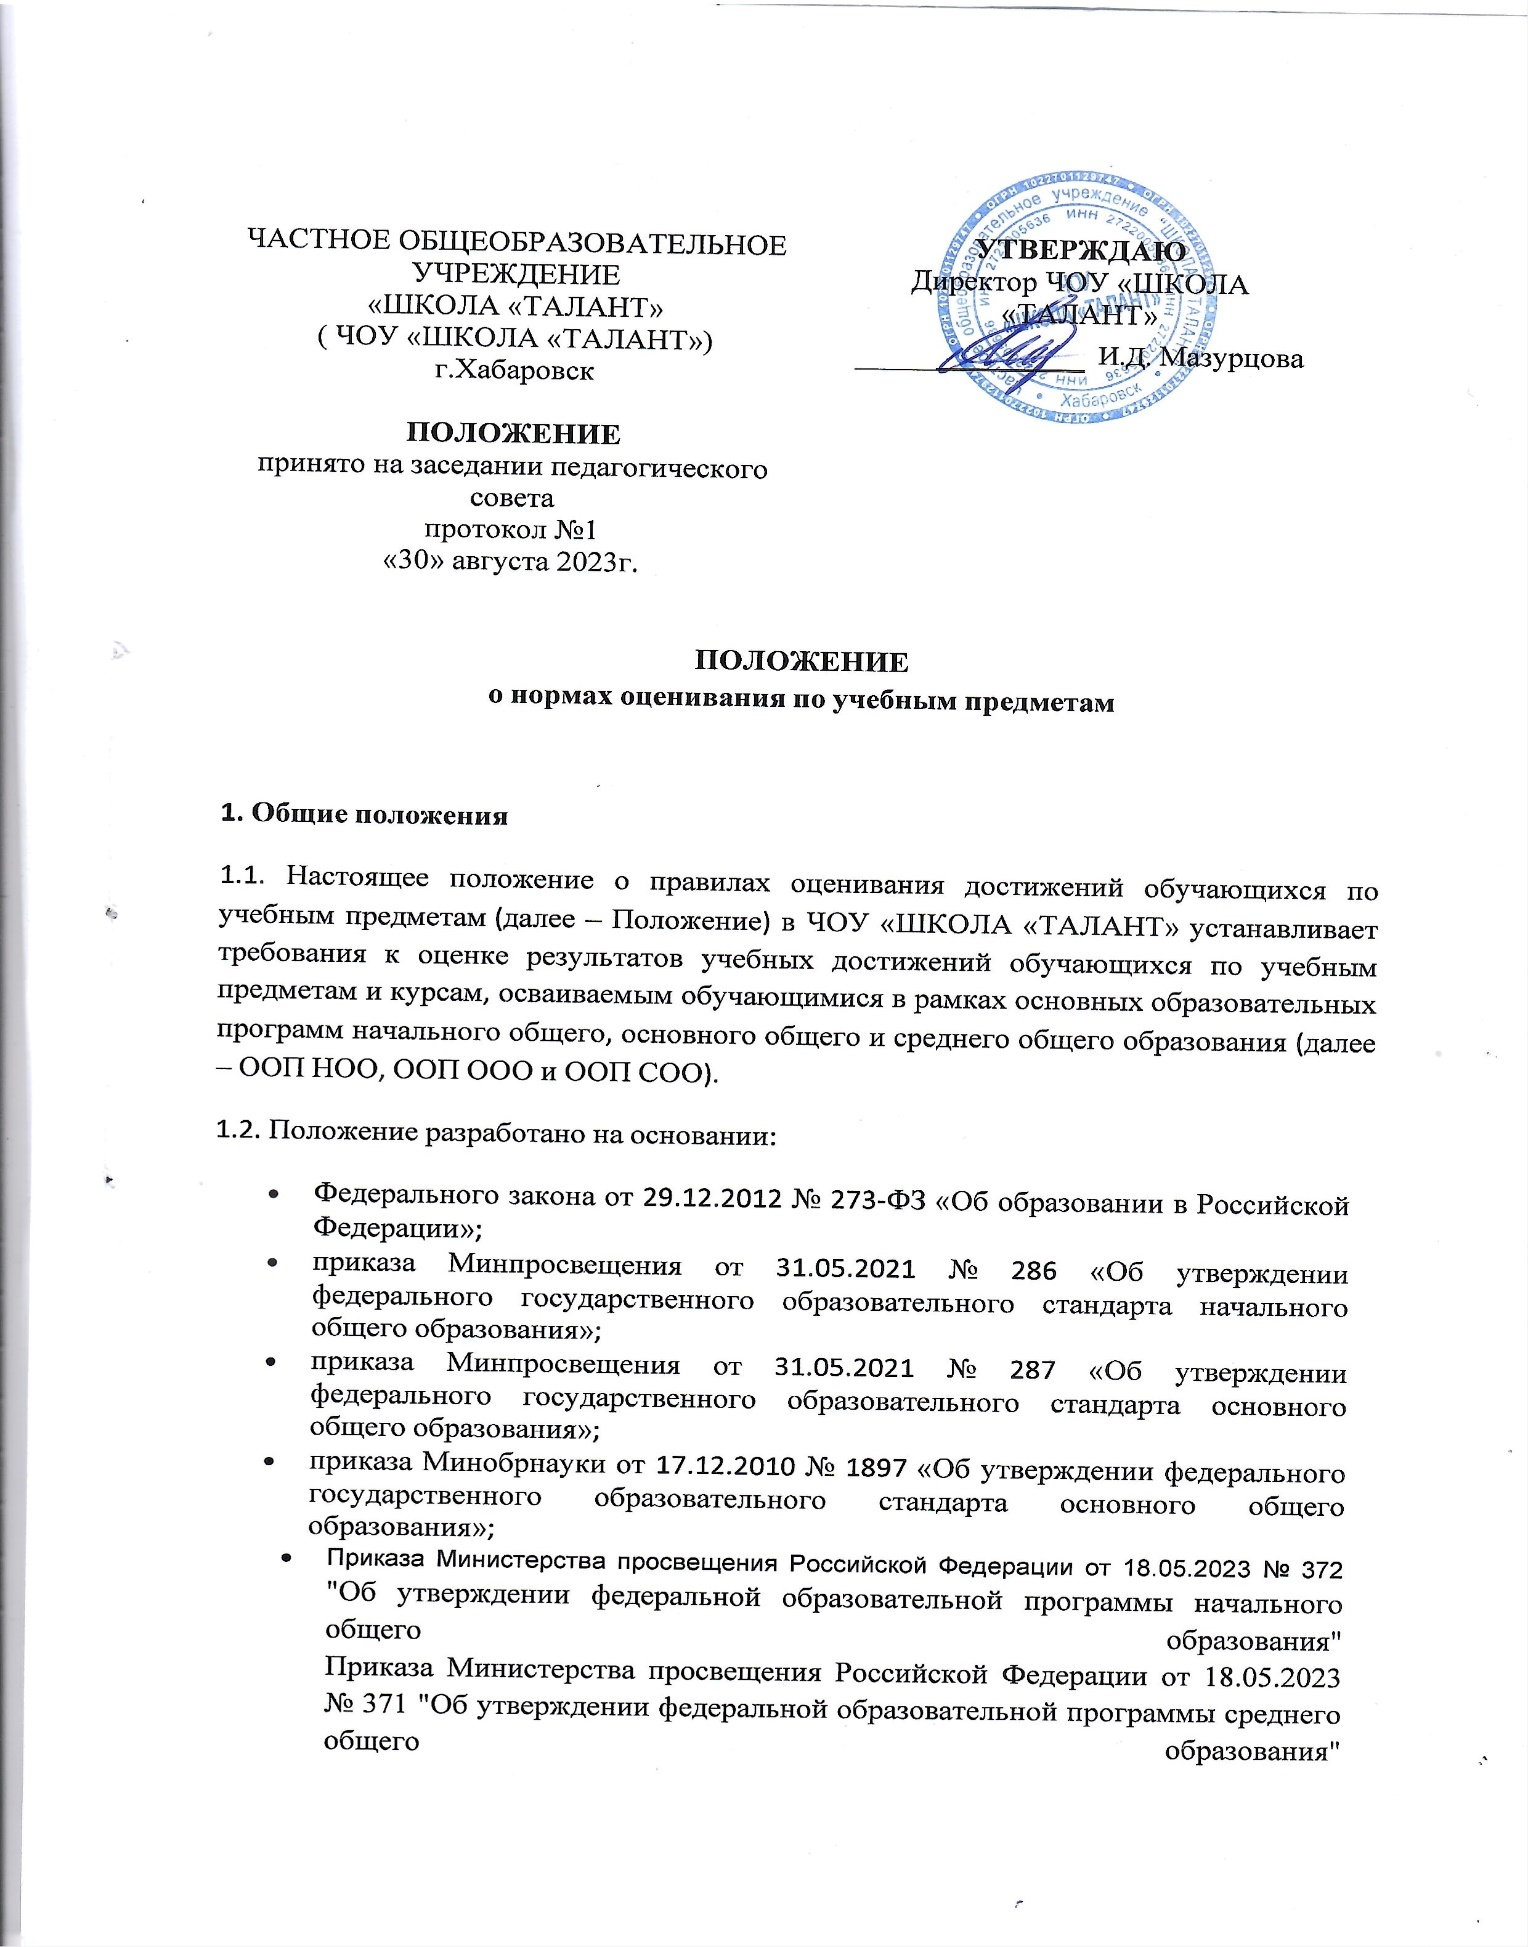 ЧАСТНОЕ ОБЩЕОБРАЗОВАТЕЛЬНОЕ
УЧРЕЖДЕНИЕ
«ШКОЛА «ТАЛАНТ»
( ЧОУ «ШКОЛА «ТАЛАНТ»)
г.Хабаровск
ПОЛОЖЕНИЕ
принято на заседании педагогического
совета
протокол №1
«30» августа 2023г.
УТВЕРЖДАЮ
Директор ЧОУ «ШКОЛА
«ТАЛАНТ»
И.Д. Мазурцова
ОГРН 1022701129747
общеобразовательное учреждение "ШКОЛА "ТАЛАНТ"
ИНН 2722005636
Хабаровск
ПОЛОЖЕНИЕ
о нормах оценивания по учебным предметам
1. Общие положения
1.1. Настоящее положение о правилах оценивания достижений обучающихся по
учебным предметам (далее – Положение) в ЧОУ «ШКОЛА «ТАЛАНТ» устанавливает
требования к оценке результатов учебных достижений обучающихся по учебным
предметам и курсам, осваиваемым обучающимися в рамках основных образовательных
программ начального общего, основного общего и среднего общего образования (далее
– ООП НОО, ООП ООО и ООП СОО).
1.2. Положение разработано на основании:
• Федерального закона от 29.12.2012 № 273-ФЗ «Об образовании в Российской
Федерации»;
• приказа Минпросвещения от 31.05.2021 № 286 «Об утверждении
федерального государственного образовательного стандарта начального
общего образования»;
• приказа Минпросвещения от 31.05.2021 № 287 «Об утверждении
федерального государственного образовательного стандарта основного
общего образования»;
• приказа Минобрнауки от 17.12.2010 № 1897 «Об утверждении федерального
государственного образовательного стандарта основного общего
образования»;
• Приказа Министерства просвещения Российской Федерации от 18.05.2023 № 372
"Об утверждении федеральной образовательной программы начального
общего образования"
Приказа Министерства просвещения Российской Федерации от 18.05.2023
№ 371 "Об утверждении федеральной образовательной программы среднего
общего образования"